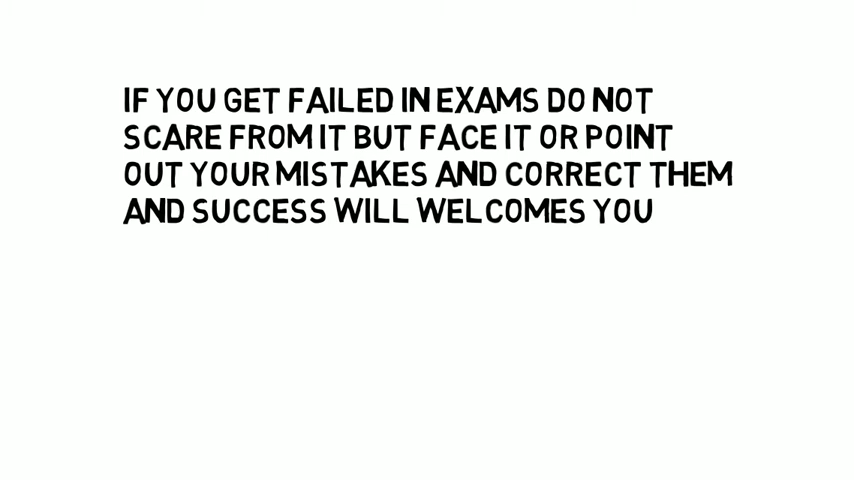 IF YOU GET FAILED IN EXAMS DO NOT
SCARE FROM IT BUT FACE IT OR POINT
OUT YOUR MISTAKES AND CORRECT THEM
AND SUCCESS WILL WELCOMES YOU